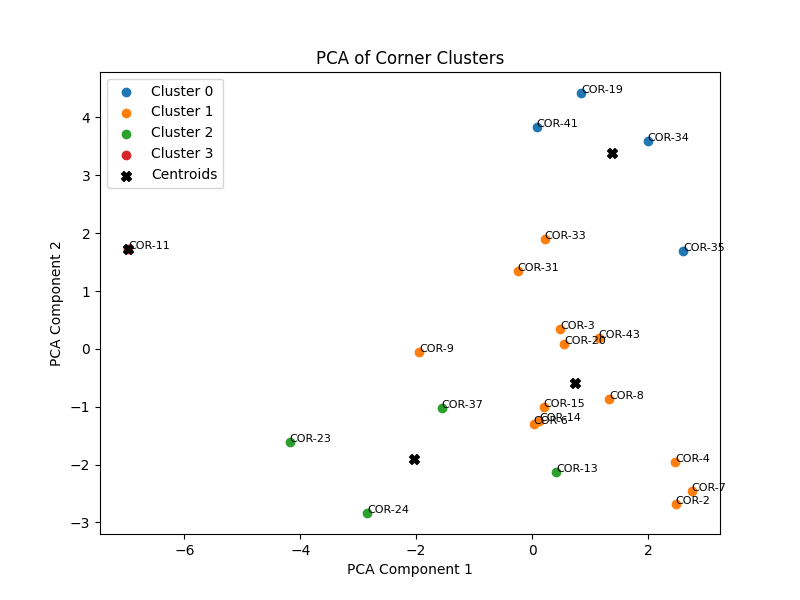 PCA of Corner Clusters
Cluster 0
Cluster 1
Cluster 2
Cluster 3
Centroids
COR-19
COR-41
COR-34
COR-33
COR-11
COR-35
COR-31
COR-3
COR-43
COR-20
COR-9
COR-8
COR-37
COR-15
COR-14
COR-6
COR-23
COR-4
COR-13
COR-7
COR-2
COR-24
4
3
2
1
0
−1
−2
−3
PCA Component 2
−6
−4
−2
0
2
PCA Component 1